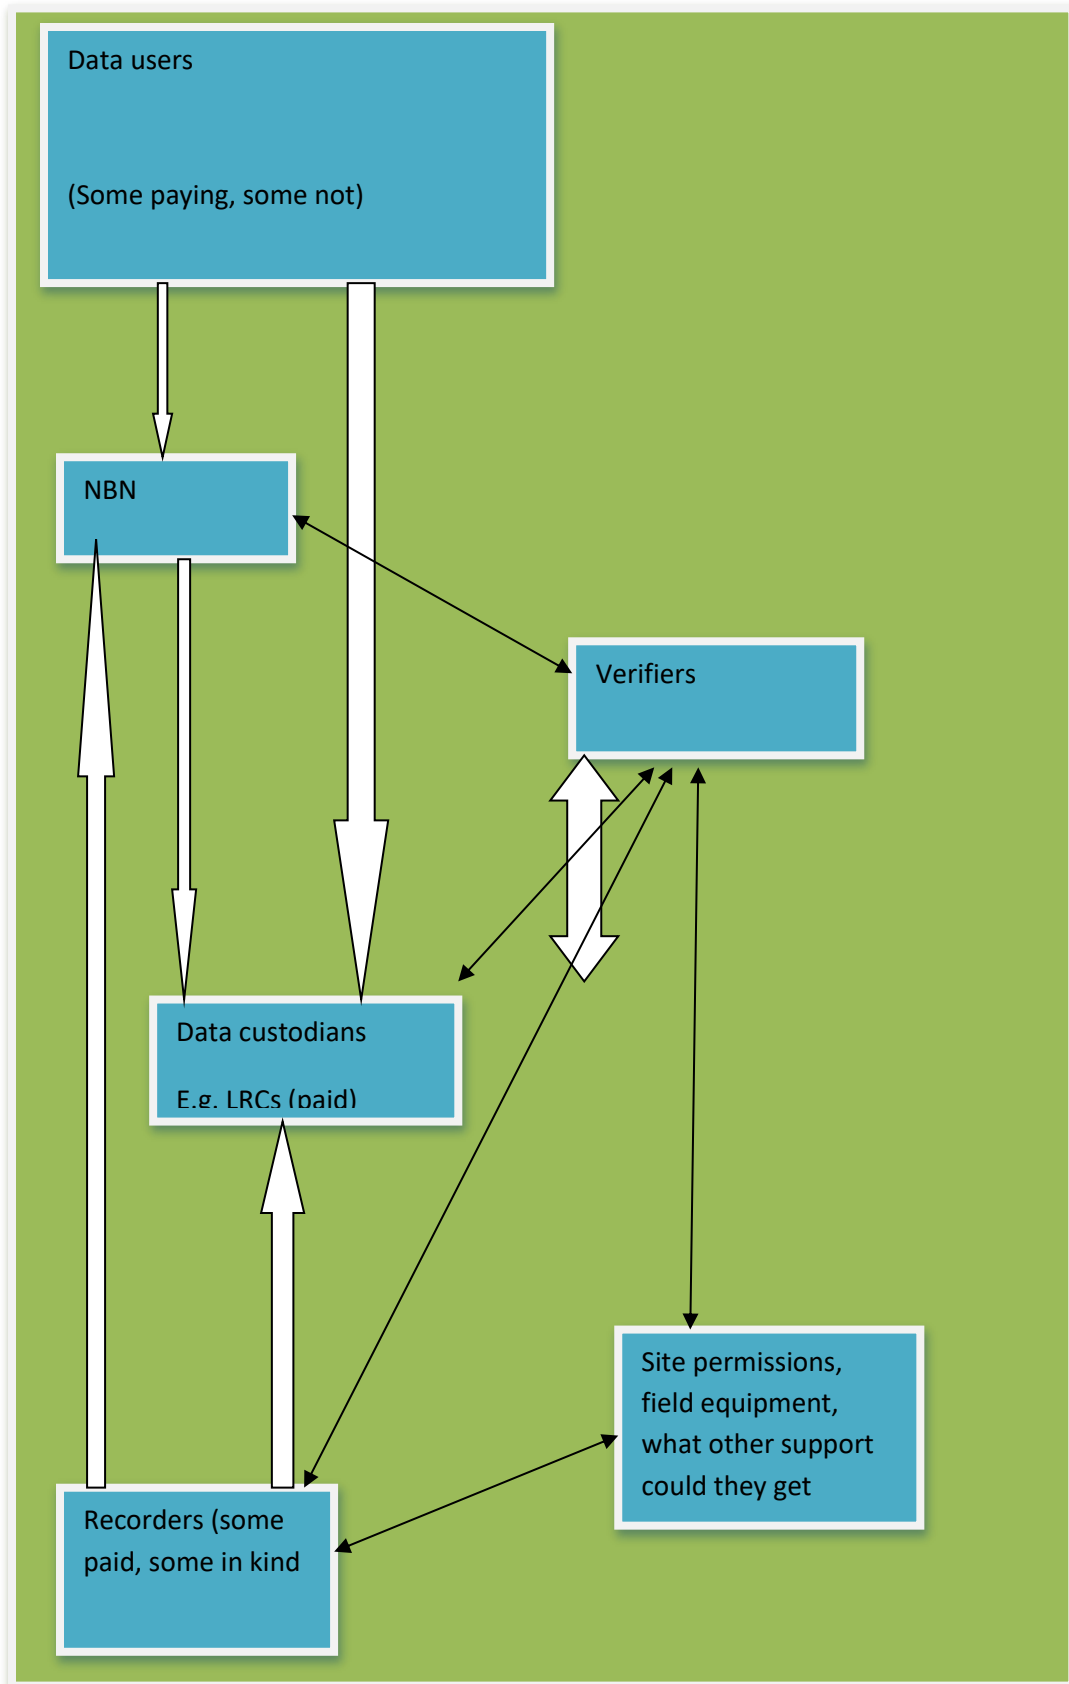 Data users
(Some paying, some not)
NBN
Verifiers
Data custodians
E.g. LRCs (paid)
Site permissions,
field equipment,
what other support
could they get
Recorders (some
paid, some in kind